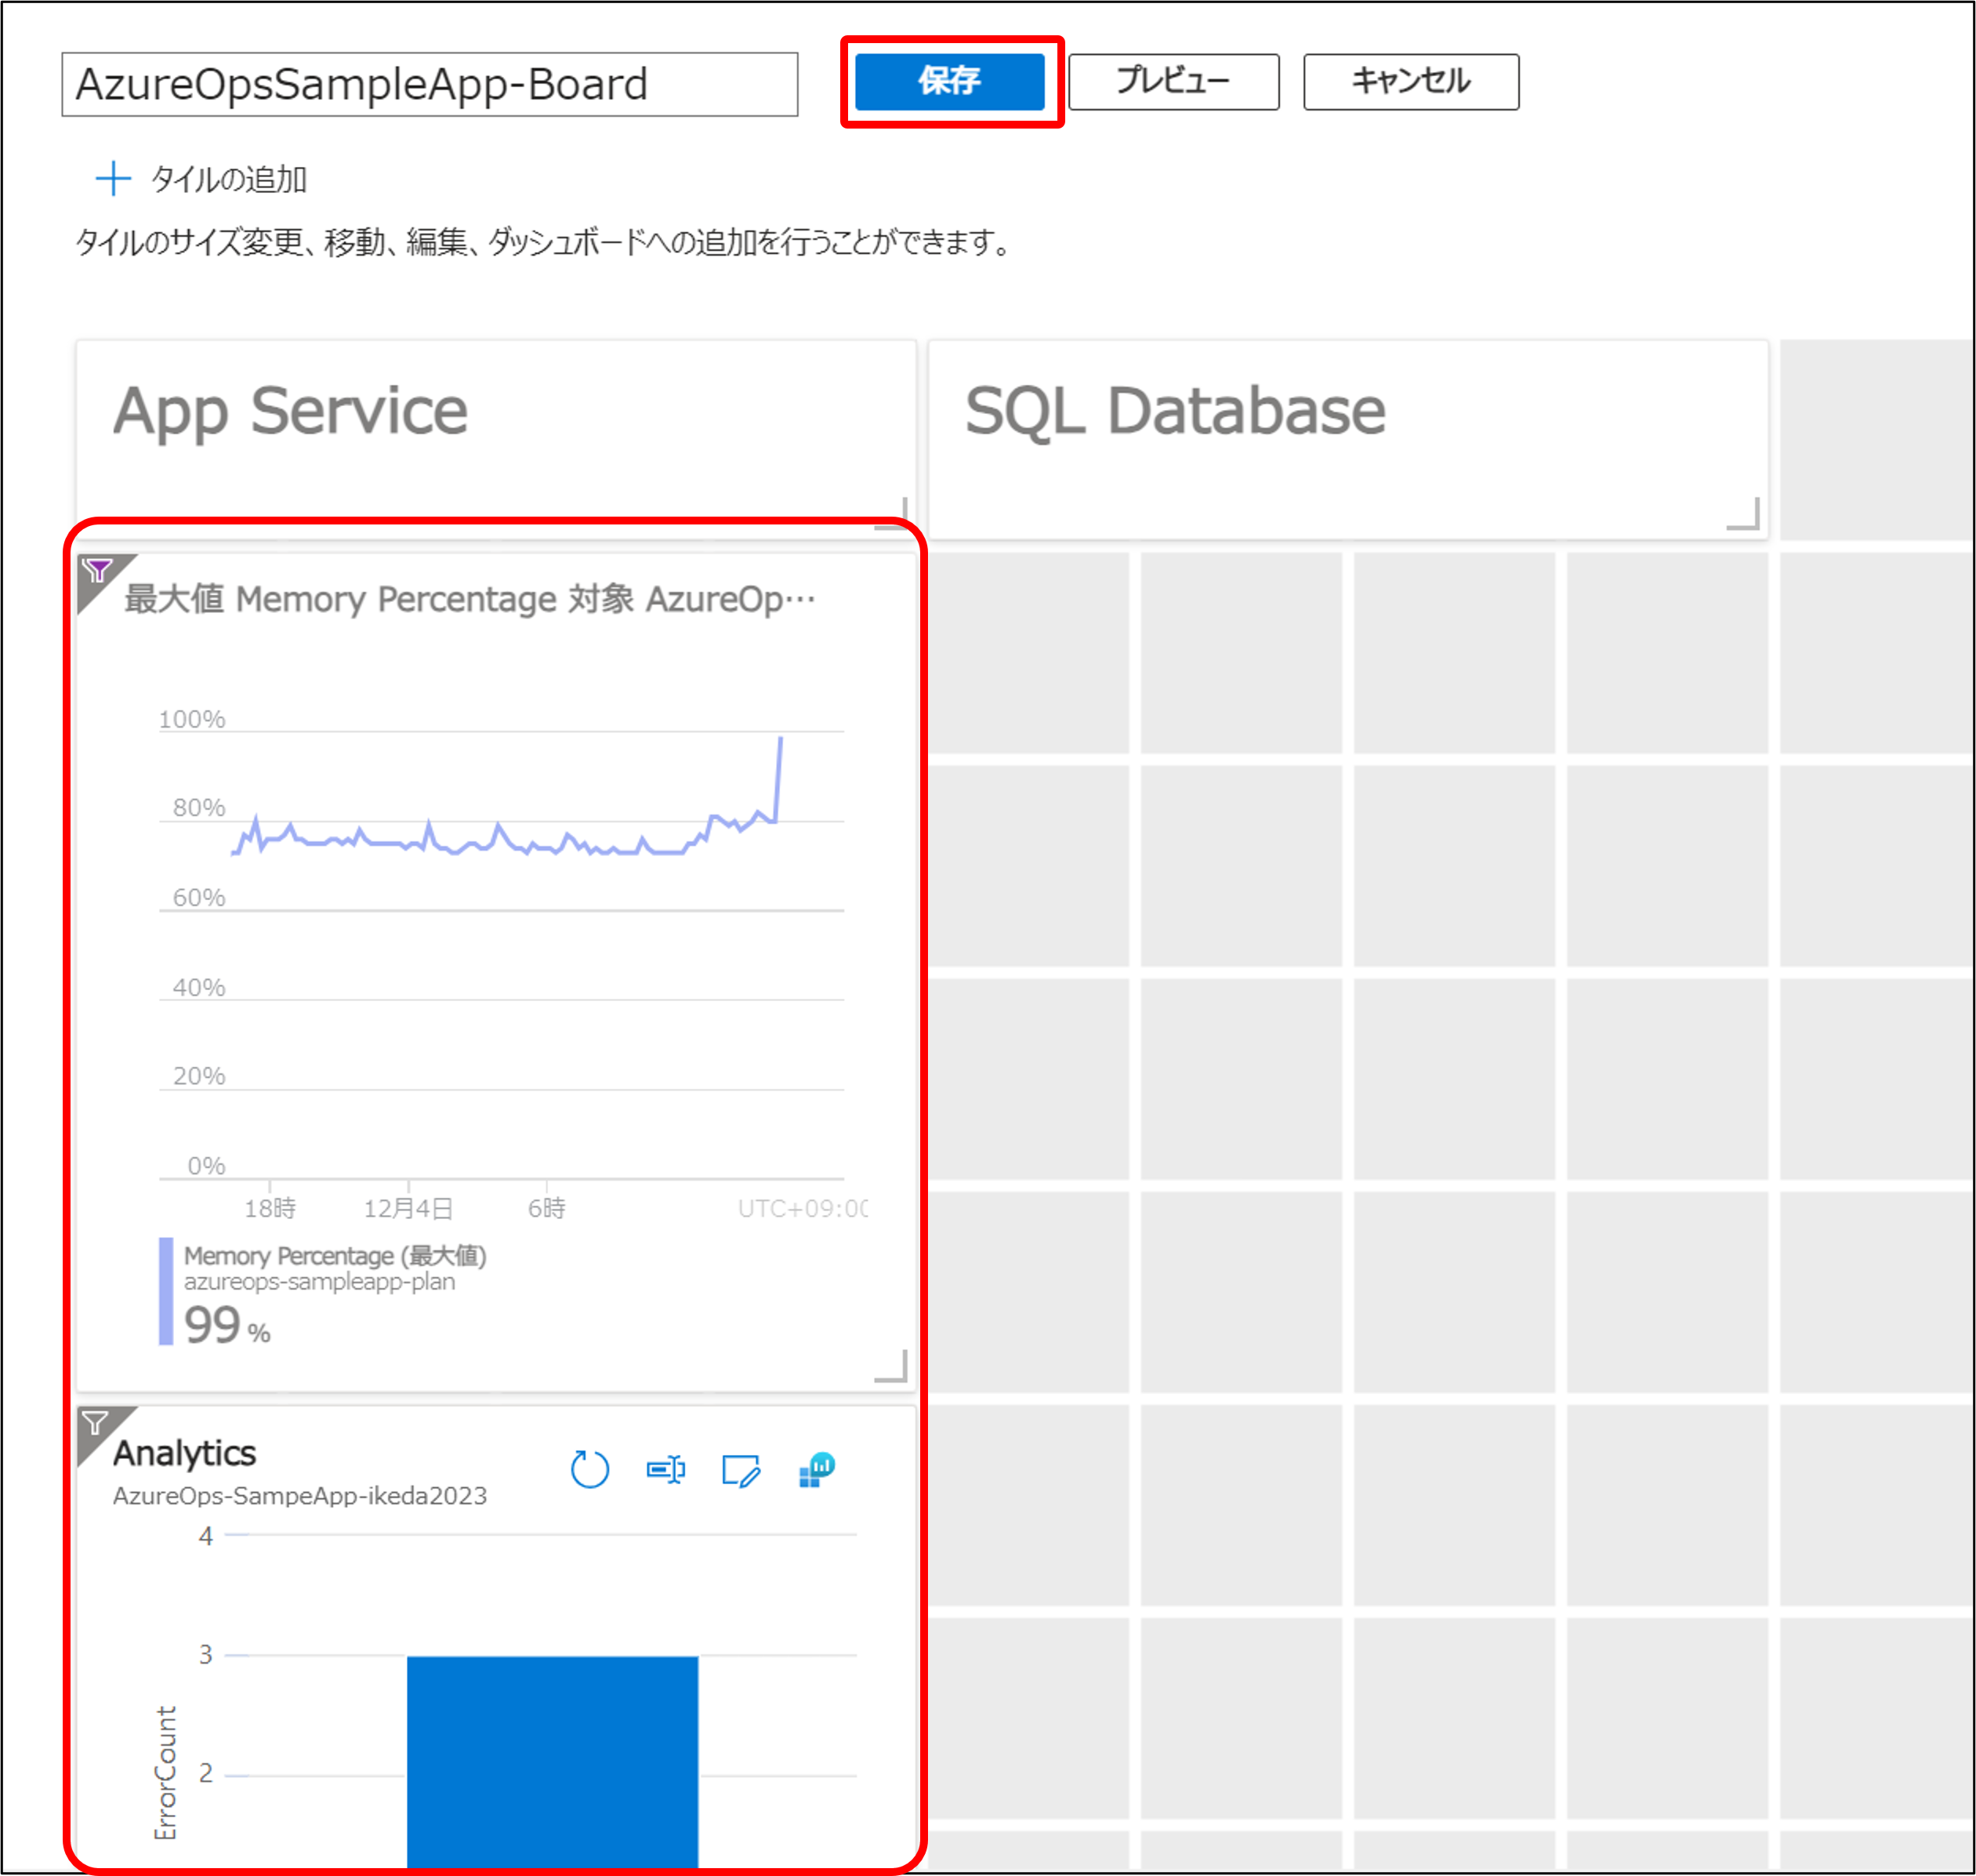 AzureOpsSampleApp-Board
保存
プレビュー
キャンセル
タイルの追加
タイルのサイズ変更、移動、編集、ダッシュボードへの追加を行うことができます。
App Service
SQL Database
最大値 Memory Percentage 対象 AzureOp…
100%
80%
60%
40%
20%
0%
18時
12月4日
6時
UTC+09:00
Memory Percentage (最大値)
azureops-sampleapp-plan
99 %
Analytics
AzureOps-SampeApp-ikeda2023
4
3
2
ErrorCount